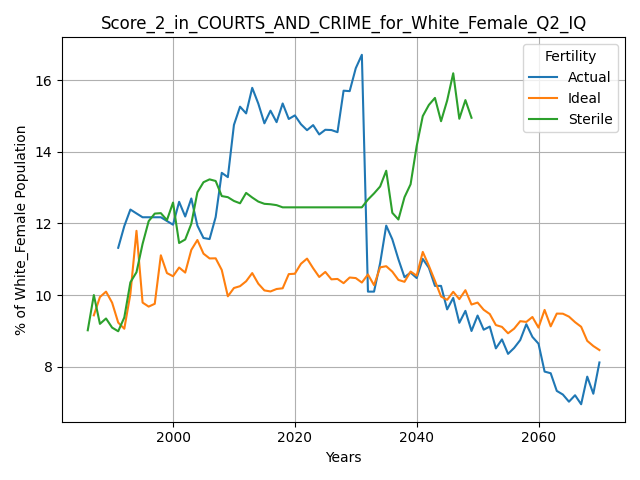 Score_2_in_COURTS_AND_CRIME_for_White_Female_Q2_IQ
Fertility
Actual
Ideal
Sterile
% of White_Female Population
16
14
12
10
8
2000 2020 2040 2060
Years